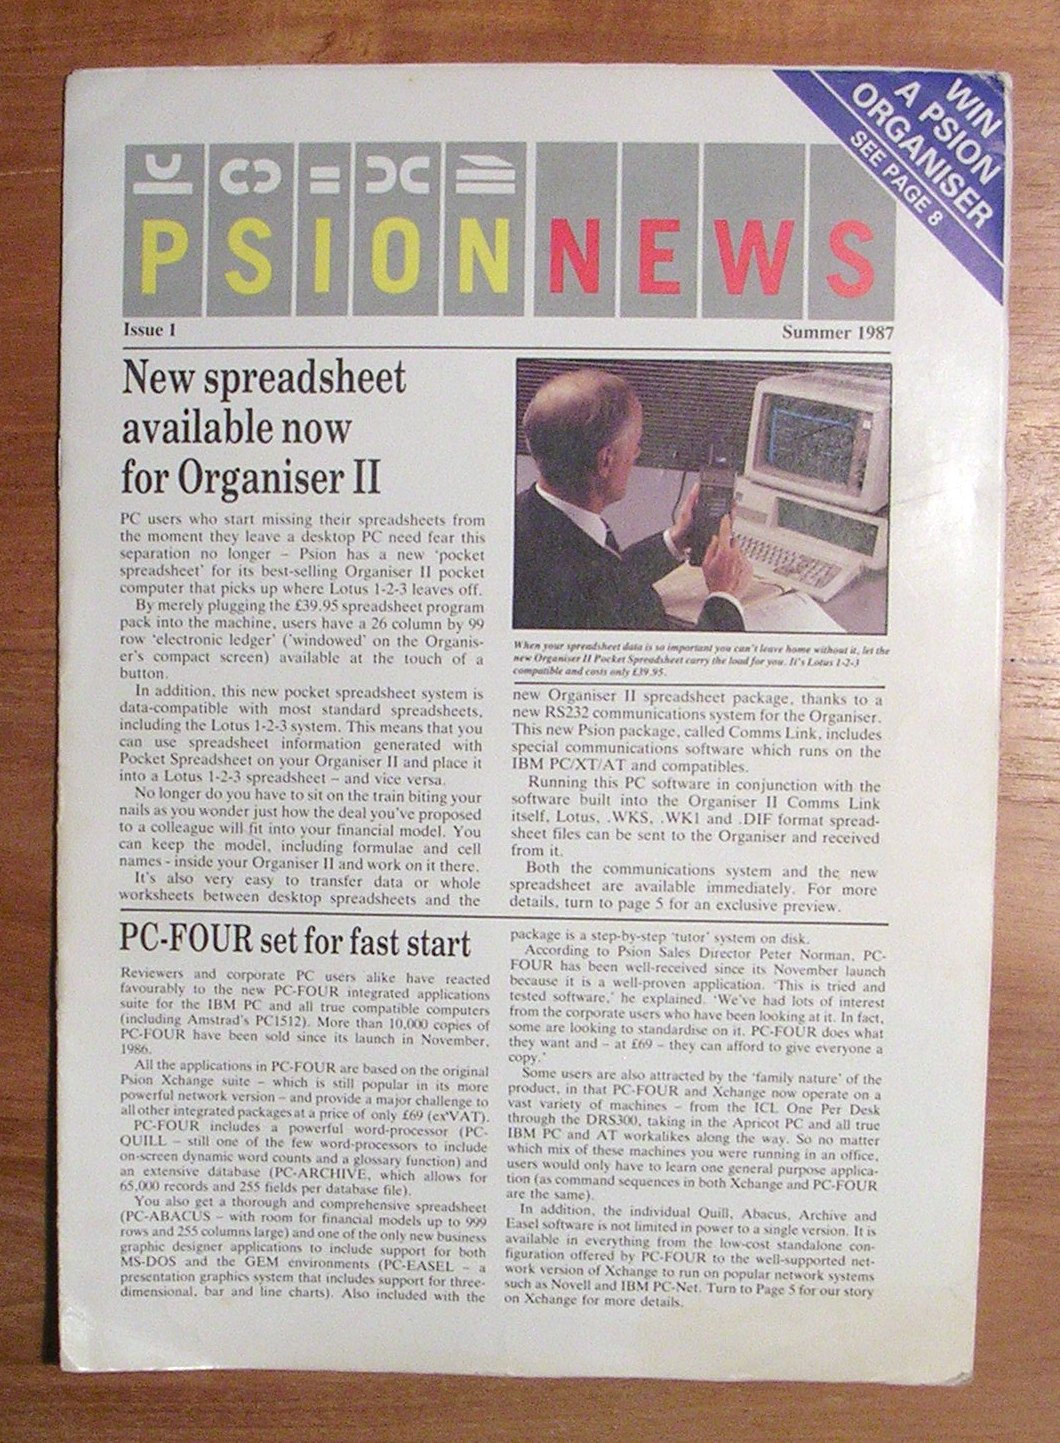 WIN
A PSION
ORGANISER
SEE PAGE 8
PSION NEWS
Issue 1
Summer 1987
New spreadsheet
available now
for Organiser II
PC users who start missing their spreadsheets from
the moment they leave a desktop PC need fear this
separation no longer – Psion has a new 'pocket
spreadsheet' for its best-selling Organiser II pocket
computer that picks up where Lotus 1-2-3 leaves off.
By merely plugging the £39.95 spreadsheet program
pack into the machine, users have a 26 column by 99
row 'electronic ledger' ('windowed' on the Organis-
er's compact screen) available at the touch of a
button.
In addition, this new pocket spreadsheet system is
data-compatible with most standard spreadsheets,
including the Lotus 1-2-3 system. This means that you
can use spreadsheet information generated with
Pocket Spreadsheet on your Organiser II and place it
into a Lotus 1-2-3 spreadsheet – and vice versa.
No longer do you have to sit on the train biting your
nails as you wonder just how the deal you've proposed
to a colleague will fit into your financial model. You
can keep the model, including formulae and cell
names - inside your Organiser II and work on it there.
It's also very easy to transfer data or whole
worksheets between desktop spreadsheets and the
When your spreadsheet data is so important you can't leave home without it, let the
new Organiser II Pocket Spreadsheet carry the load for you. It's Lotus 1-2-3
compatible and costs only £39.95.
new Organiser II spreadsheet package, thanks to a
new RS232 communications system for the Organiser.
This new Psion package, called Comms Link, includes
special communications software which runs on the
IBM PC/XT/AT and compatibles.
Running this PC software in conjunction with the
software built into the Organiser II Comms Link
itself, Lotus, .WKS, .WK1 and .DIF format spread-
sheet files can be sent to the Organiser and received
from it.
Both the communications system and the new
spreadsheet are available immediately. For more
details, turn to page 5 for an exclusive preview.
PC-FOUR set for fast start
Reviewers and corporate PC users alike have reacted
favourably to the new PC-FOUR integrated applications
suite for the IBM PC and all true compatible computers
(including Amstrad's PC1512). More than 10,000 copies of
PC-FOUR have been sold since its launch in November,
1986.
All the applications in PC-FOUR are based on the original
Psion Xchange suite – which is still popular in its more
powerful network version – and provide a major challenge to
all other integrated packages at a price of only £69 (ex VAT).
PC-FOUR includes a powerful word-processor (PC-
QUILL – still one of the few word-processors to include
on-screen dynamic word counts and a glossary function) and
an extensive database (PC-ARCHIVE, which allows for
65,000 records and 255 fields per database file).
You also get a thorough and comprehensive spreadsheet
(PC-ABACUS – with room for financial models up to 999
rows and 255 columns large) and one of the only new business
graphic designer applications to include support for both
MS-DOS and the GEM environments (PC-EASEL – a
presentation graphics system that includes support for three-
dimensional, bar and line charts). Also included with the
package is a step-by-step 'tutor' system on disk.
According to Psion Sales Director Peter Norman, PC-
FOUR has been well-received since its November launch
because it is a well-proven application. 'This is tried and
tested software,' he explained. 'We've had lots of interest
from the corporate users who have been looking at it. In fact,
some are looking to standardise on it. PC-FOUR does what
they want and – at £69 – they can afford to give everyone a
copy.'
Some users are also attracted by the 'family nature' of the
product, in that PC-FOUR and Xchange now operate on a
vast variety of machines – from the ICL One Per Desk
through the DRS300, taking in the Apricot PC and all true
IBM PC and AT workalikes along the way. So no matter
which mix of these machines you were running in an office,
users would only have to learn one general purpose applica-
tion (as command sequences in both Xchange and PC-FOUR
are the same).
In addition, the individual Quill, Abacus, Archive and
Easel software is not limited in power to a single version. It is
available in everything from the low-cost standalone con-
figuration offered by PC-FOUR to the well-supported net-
work version of Xchange to run on popular network systems
such as Novell and IBM PC-Net. Turn to Page 5 for our story
on Xchange for more details.